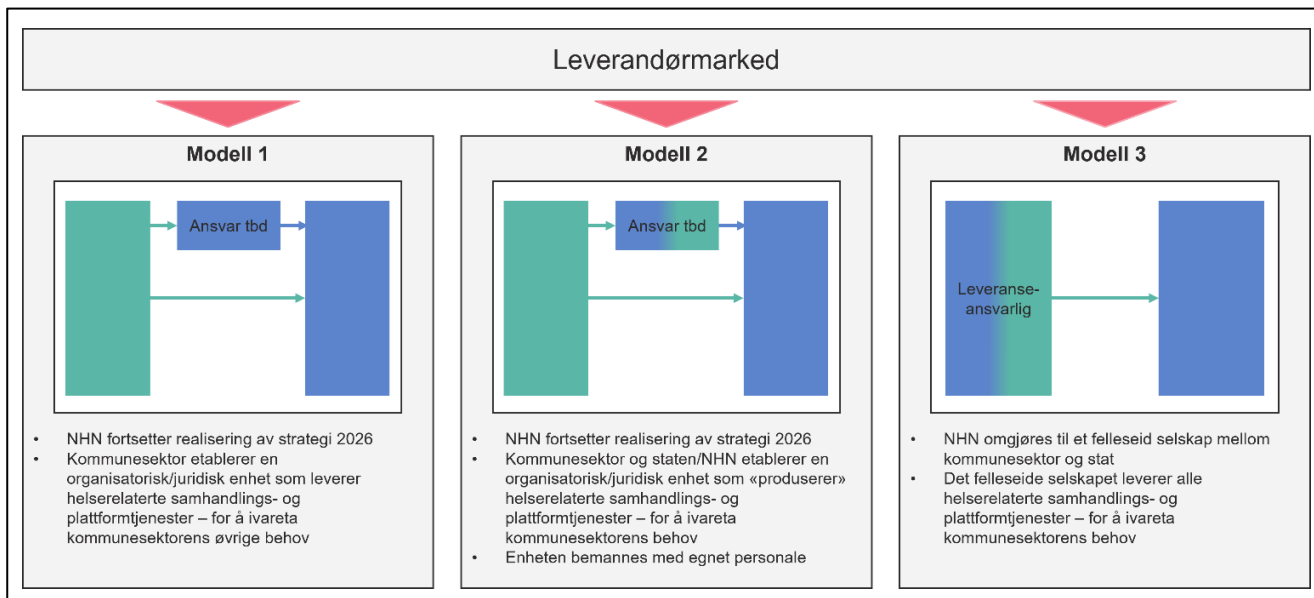 Leverandørmarked
Modell 1
Ansvar tbd
• NHN fortsetter realisering av strategi 2026
• Kommunesektor etablerer en
organisatorisk/juridisk enhet som leverer
helserelaterte samhandlings- og
plattformtjenester – for å ivareta
kommunesektorens øvrige behov
Modell 2
Ansvar tbd
• NHN fortsetter realisering av strategi 2026
• Kommunesektor og staten/NHN etablerer en
organisatorisk/juridisk enhet som «produserer»
helserelaterte samhandlings- og
plattformtjenester – for å ivareta
kommunesektorens behov
• Enheten bemannes med egnet personale
Modell 3
Leveranse-
ansvarlig
• NHN omgjøres til et felleseid selskap mellom
kommunesektor og stat
• Det felleseide selskapet leverer alle
helserelaterte samhandlings- og
plattformtjenester – for å ivareta
kommunesektorens behov